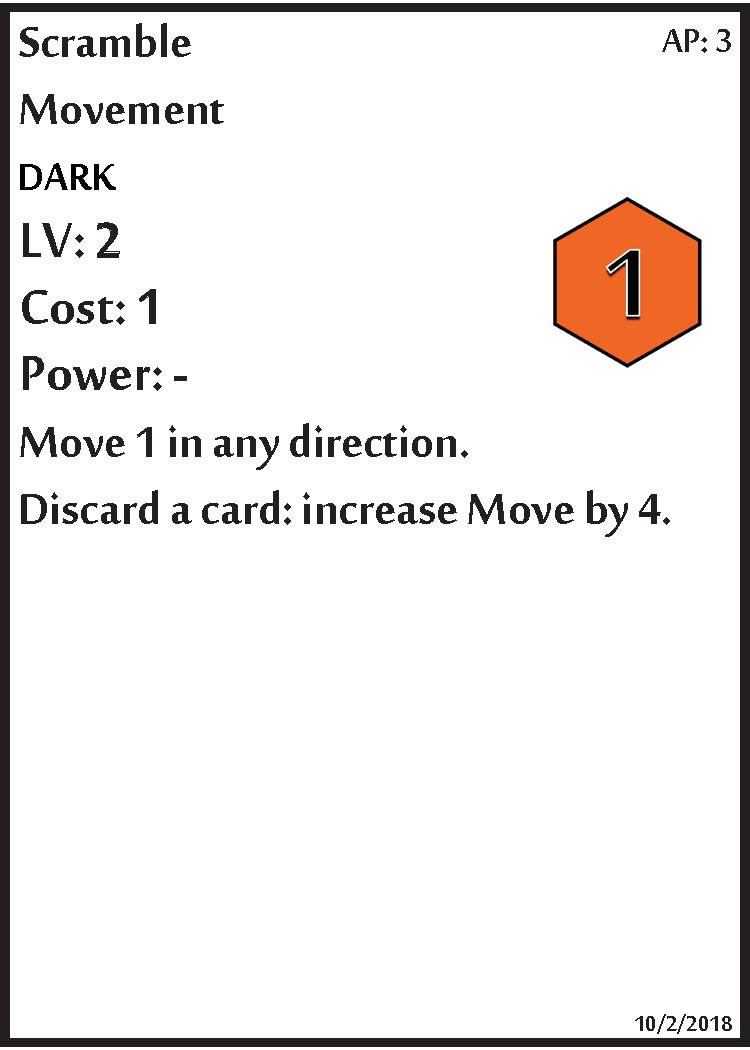 Scramble
AP: 3
Movement
DARK
LV: 2
Cost: 1
1
Power: -
Move 1 in any direction.
Discard a card: increase Move by 4.
10/2/2018